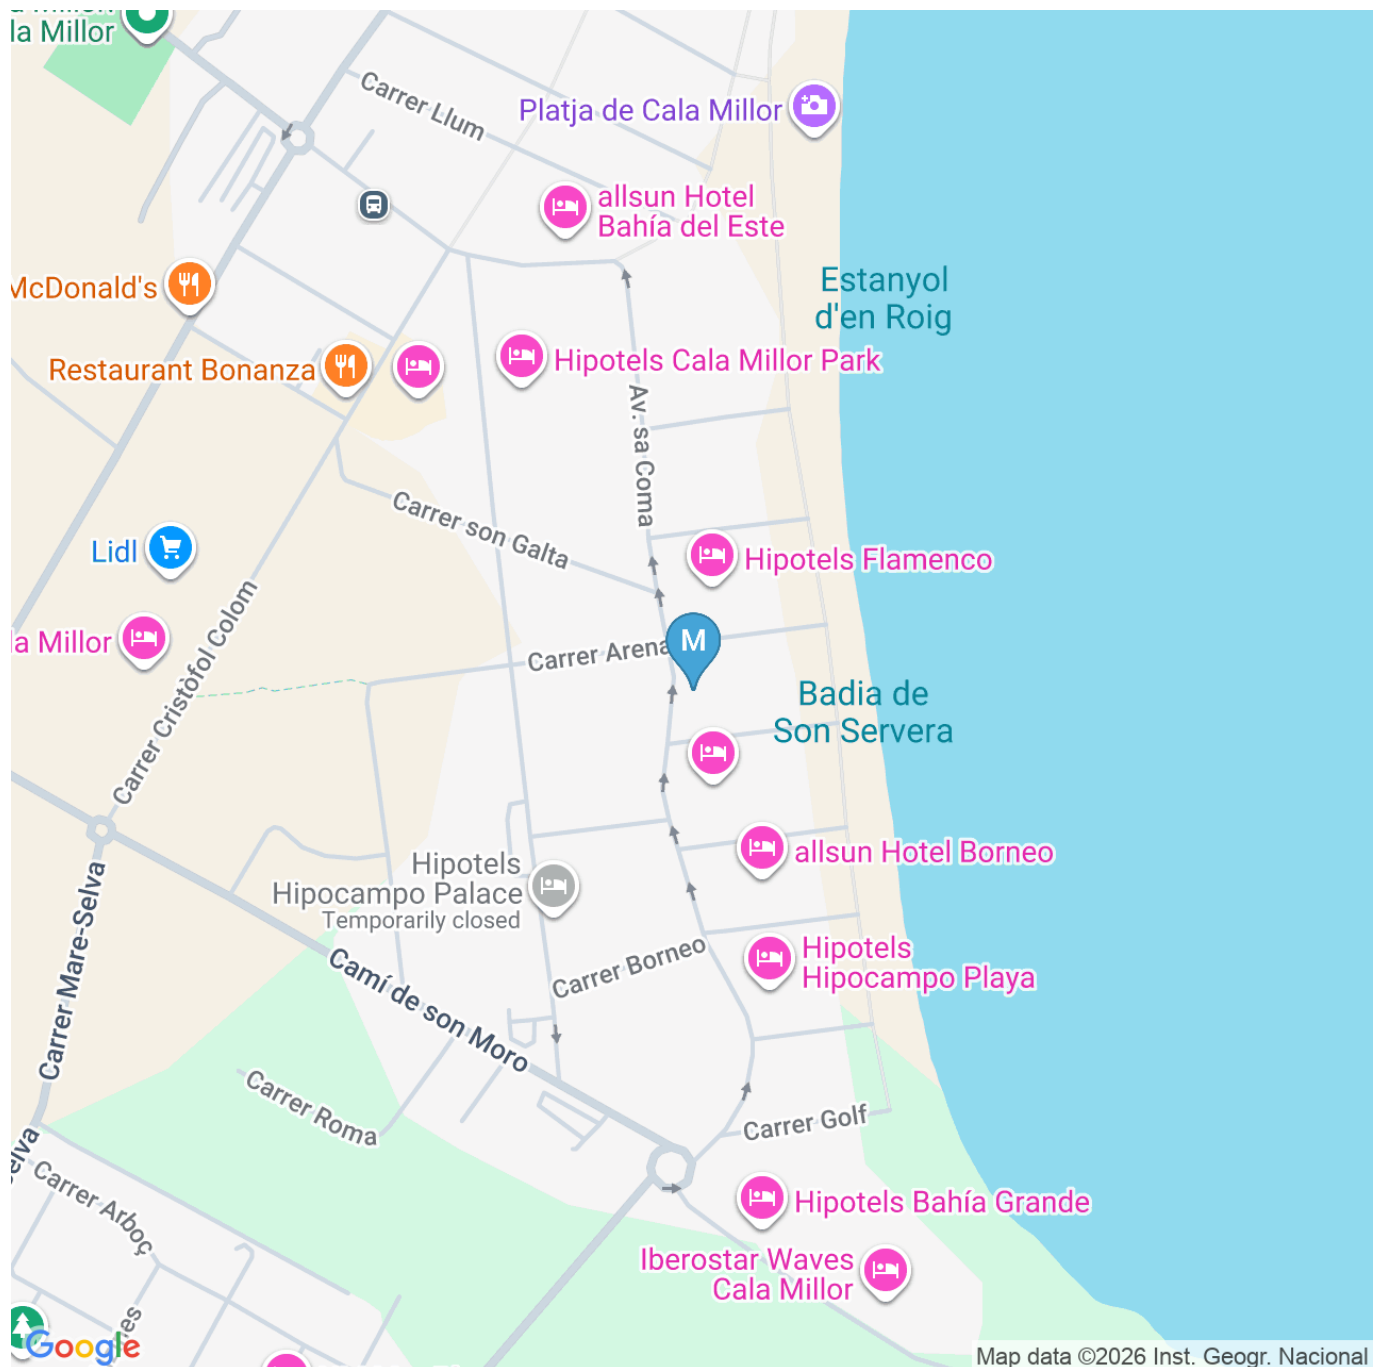 la Millor
Carrer Llum
Platja de Cala Millor
allsun Hotel
Bahía del Este
Estanyol
d'en Roig
McDonald's
Restaurant Bonanza
Hipotels Cala Millor Park
Av. sa Coma
Carrer son Galta
Lidl
Hipotels Flamenco
la Millor
Carrer Arena
M
Carrer Cristòfol Colom
Badia de
Son Servera
allsun Hotel Borneo
Hipotels
Hipocampo Palace
Temporarily closed
Carrer Mare-Selva
Carrer Borneo
Hipotels
Hipocampo Playa
Camí de son Moro
Carrer Roma
Carrer Golf
elva
Carrer Arboç
Hipotels Bahía Grande
Iberostar Waves
Cala Millor
nes
Google
Map data ©2026 Inst. Geogr. Nacional